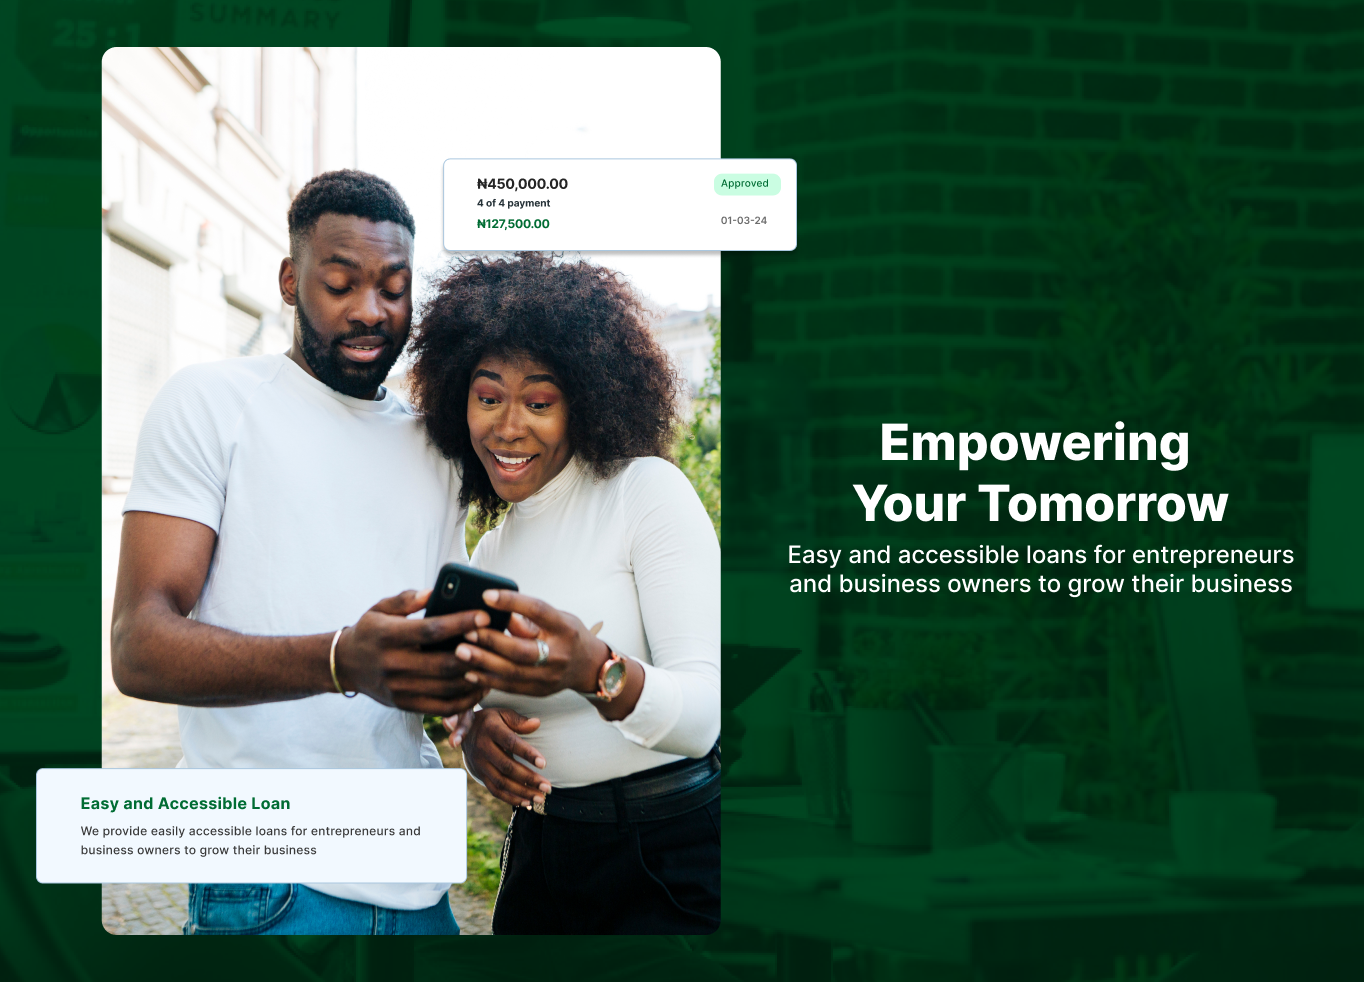 SUMMARY
25:1
₦450,000.00
Approved
4 of 4 payment
₦127,500.00
01-03-24
Empowering
Your Tomorrow
Easy and accessible loans for entrepreneurs
and business owners to grow their business
Easy and Accessible Loan
We provide easily accessible loans for entrepreneurs and
business owners to grow their business